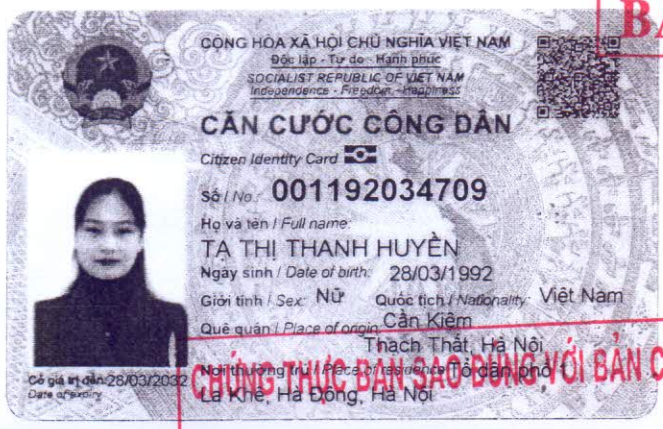 BẢ
CỘNG HÒA XÃ HỘI CHỦ NGHĨA VIỆT NAM
Độc lập - Tự do - Hạnh phúc
SOCIALIST REPUBLIC OF VIET NAM
Independence - Freedom - Happiness
CĂN CƯỚC CÔNG DÂN
Citizen Identity Card
Số / No.: 001192034709
Họ và tên / Full name:
TẠ THỊ THANH HUYỀN
Ngày sinh / Date of birth: 28/03/1992
Giới tính / Sex: Nữ Quốc tịch / Nationality: Việt Nam
Quê quán / Place of origin: Cần Kiệm
Thạch Thất, Hà Nội
Nơi thường trú / Place of residence: Tổ dân phố 1
La Khê, Hà Đông, Hà Nội
Có giá trị đến: 28/03/2032
Date of expiry
CHỨNG THỰC BẢN SAO ĐÚNG VỚI BẢN C